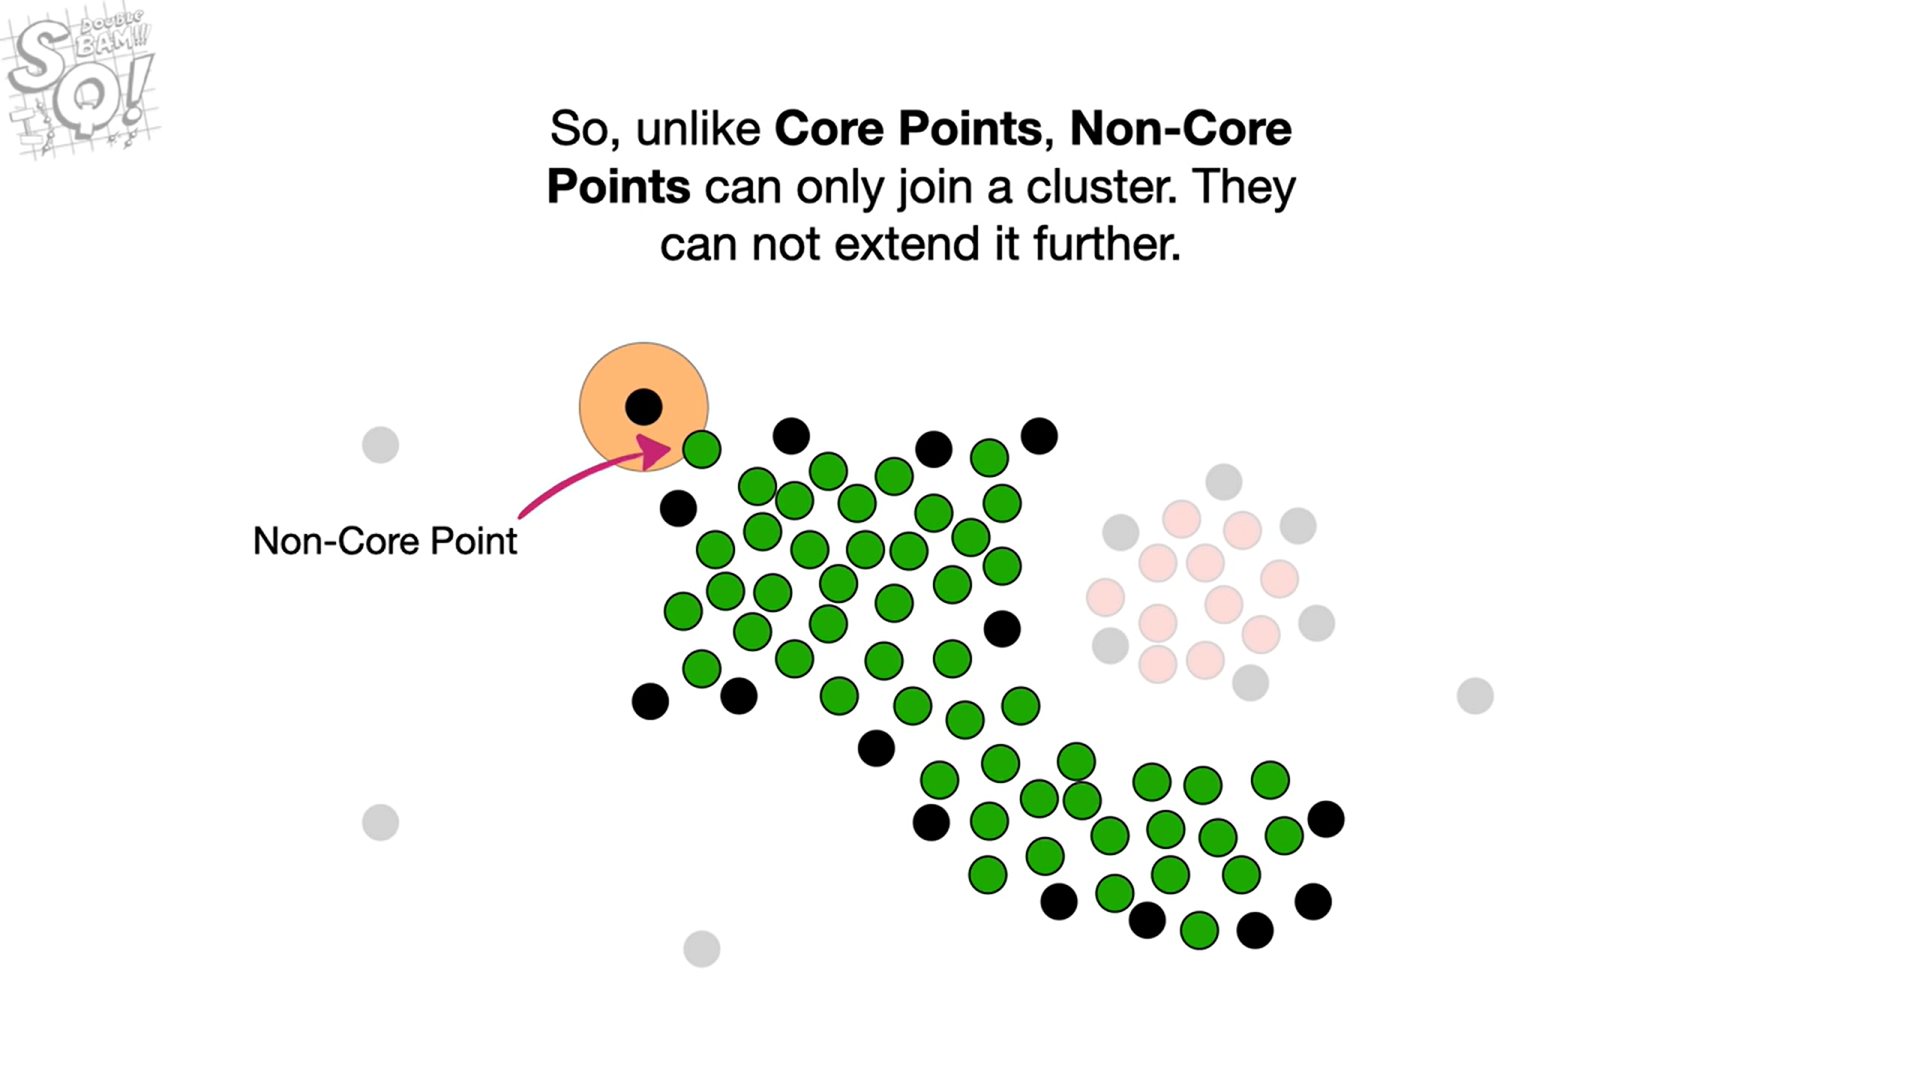 DOUBLE
BAM!!!
SQ!
So, unlike Core Points, Non-Core
Points can only join a cluster. They
can not extend it further.
Non-Core Point